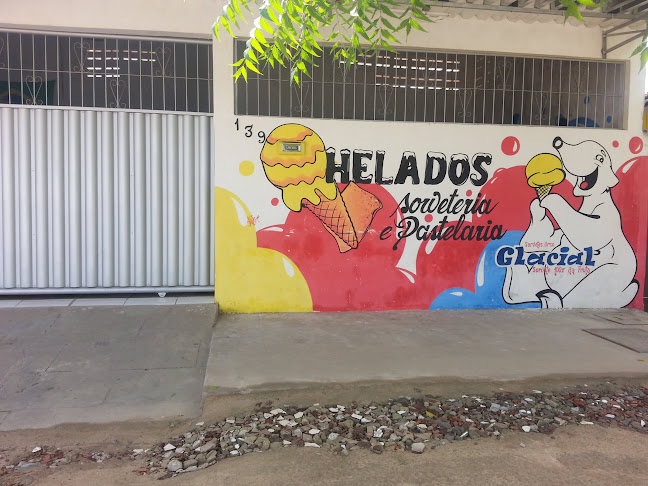 139
HELADOS
sorveteria
e Pastelaria
Glacial